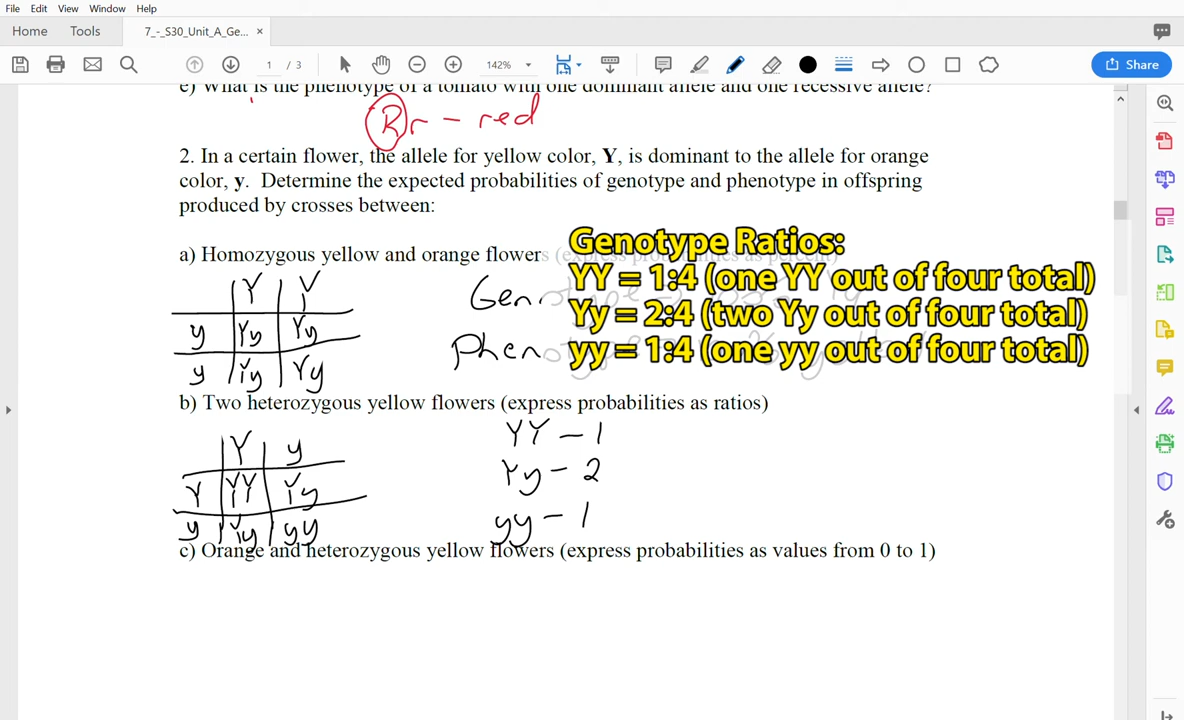 File Edit View Window Help
Home Tools 7_-_S30_Unit_A_Ge... ×
1 / 3 142% Share
e) What is the phenotype of a tomato with one dominant allele and one recessive allele?
Rr - red
2. In a certain flower, the allele for yellow color, Y, is dominant to the allele for orange
color, y. Determine the expected probabilities of genotype and phenotype in offspring
produced by crosses between:
Genotype Ratios:
a) Homozygous yellow and orange flowers (express probabilities as percent)
YY = 1:4 (one YY out of four total)
Y Y
Genotype
Yy = 2:4 (two Yy out of four total)
y Yy Yy
Phenotype
yy = 1:4 (one yy out of four total)
y Yy Yy
b) Two heterozygous yellow flowers (express probabilities as ratios)
Y y
YY - 1
Y YY Yy
Yy - 2
y Yy yy
yy - 1
c) Orange and heterozygous yellow flowers (express probabilities as values from 0 to 1)